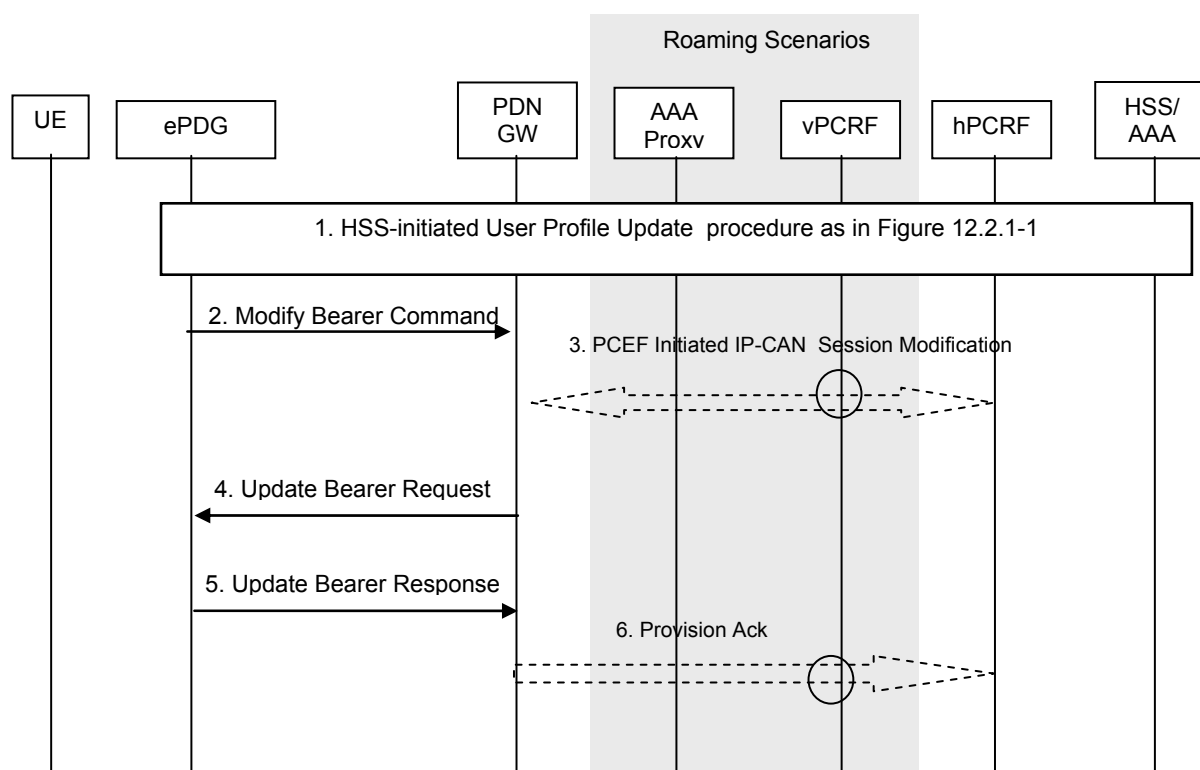 Roaming Scenarios
UE
ePDG
PDN
GW
AAA
Proxv
vPCRF
hPCRF
HSS/
AAA
1. HSS-initiated User Profile Update procedure as in Figure 12.2.1-1
2. Modify Bearer Command
3. PCEF Initiated IP-CAN Session Modification
4. Update Bearer Request
5. Update Bearer Response
6. Provision Ack